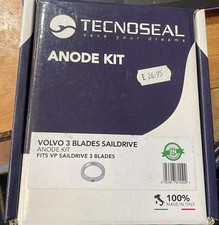 TECNOSEAL
save your dreams
ANODE KIT
£ 26.95
VOLVO 3 BLADES SAILDRIVE
ANODE KIT
FITS VP SAILDRIVE 3 BLADES
100%
MADE IN ITALY